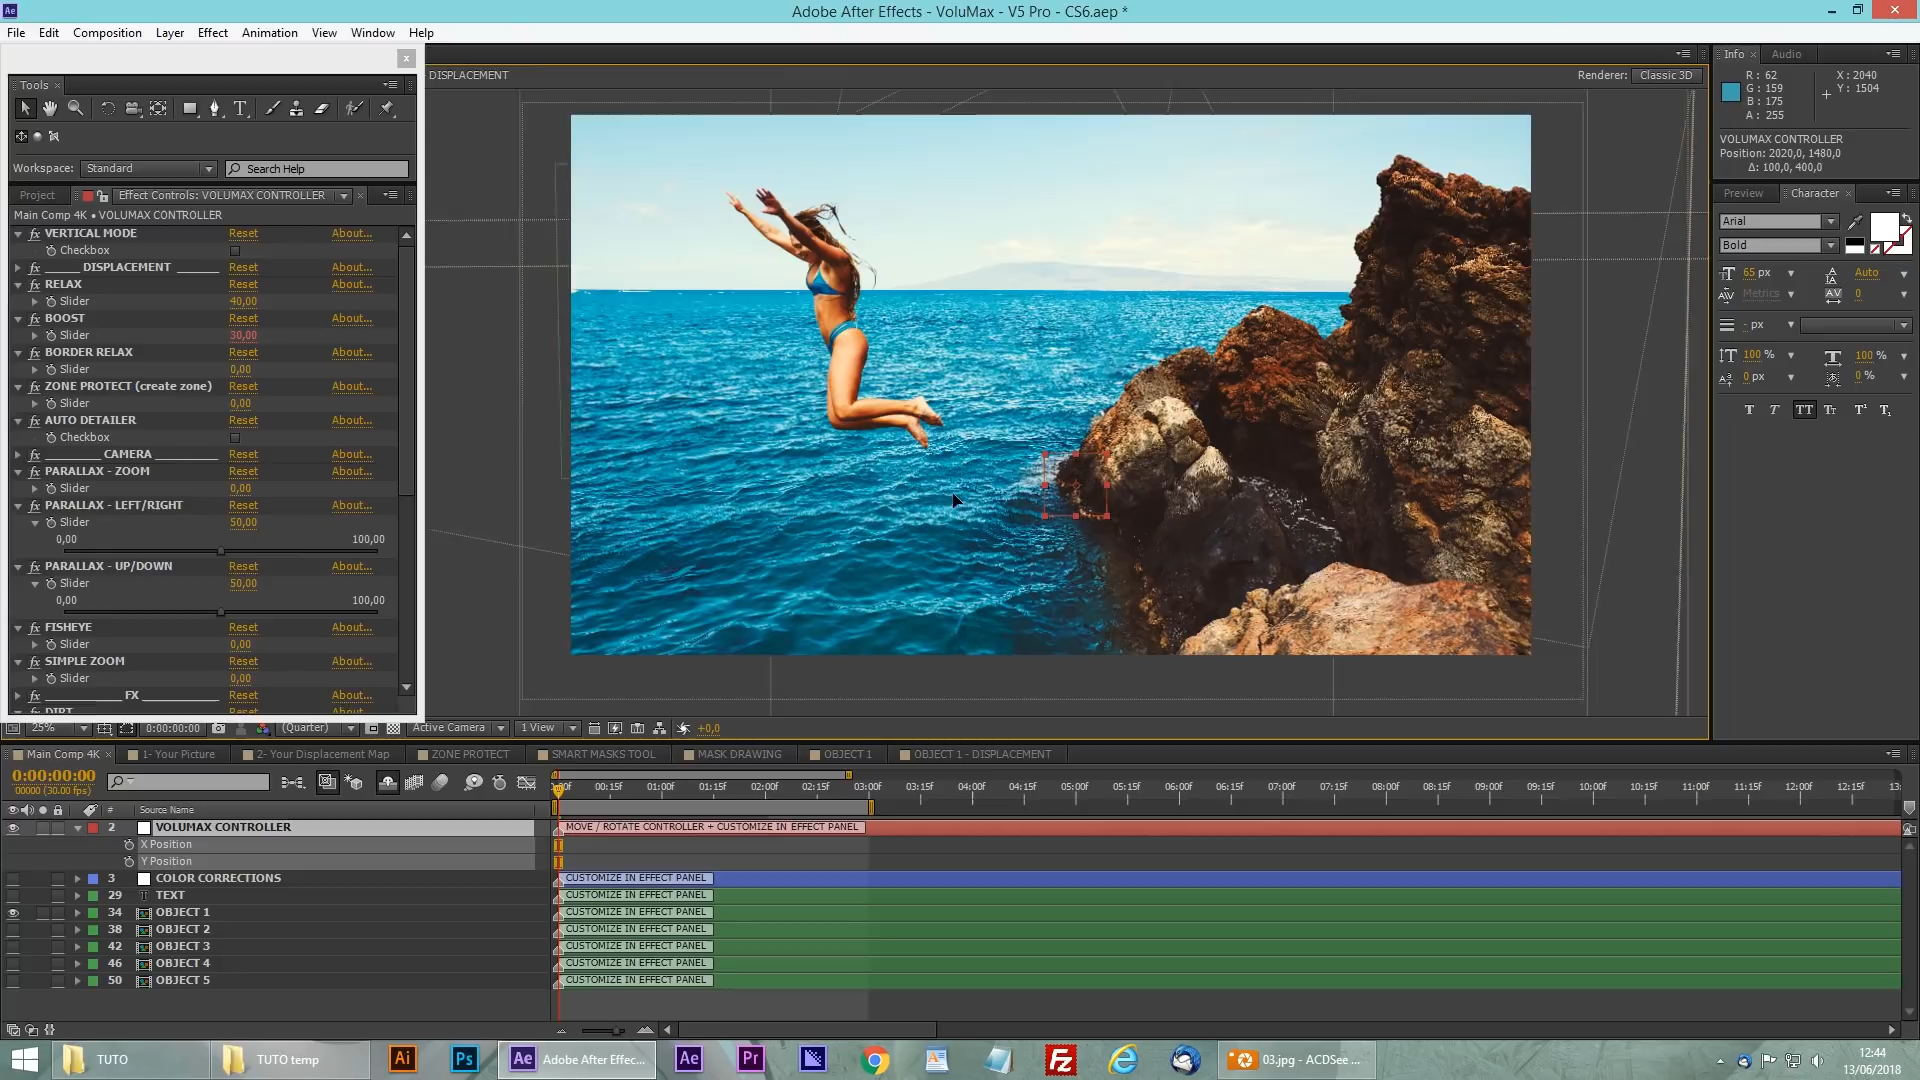 Adobe After Effects - VoluMax - V5 Pro - CS6.aep *
File Edit Composition Layer Effect Animation View Window Help
Tools
DISPLACEMENT
Renderer: Classic 3D
Info Audio
R : 62
G : 159
B : 175
A : 255
X : 2040
Y : 1504
VOLUMAX CONTROLLER
Position: 2020,0, 1480,0
Δ: 100,0, 400,0
Workspace: Standard
Search Help
Project Effect Controls: VOLUMAX CONTROLLER
Main Comp 4K • VOLUMAX CONTROLLER
VERTICAL MODE Reset About...
Checkbox
DISPLACEMENT Reset About...
RELAX Reset About...
Slider 40,00
BOOST Reset About...
Slider 30,00
BORDER RELAX Reset About...
Slider 0,00
ZONE PROTECT (create zone) Reset About...
Slider 0,00
AUTO DETAILER Reset About...
Checkbox
CAMERA Reset About...
PARALLAX - ZOOM Reset About...
Slider 0,00
PARALLAX - LEFT/RIGHT Reset About...
Slider 50,00
0,00 100,00
PARALLAX - UP/DOWN Reset About...
Slider 50,00
0,00 100,00
FISHEYE Reset About...
Slider 0,00
SIMPLE ZOOM Reset About...
Slider 0,00
FX Reset About...
DIRT Reset About...
Preview Character
Arial
Bold
65 px Auto
Metrics 0
- px
100 % 100 %
0 px 0 %
T T TT Tt T¹ T₁
25% 0:00:00:00 (Quarter) Active Camera 1 View +0,0
Main Comp 4K 1- Your Picture 2- Your Displacement Map ZONE PROTECT SMART MASKS TOOL MASK DRAWING OBJECT 1 OBJECT 1 - DISPLACEMENT
0:00:00:00
00000 (30.00 fps)
00:15f 01:00f 01:15f 02:00f 02:15f 03:00f 03:15f 04:00f 04:15f 05:00f 05:15f 06:00f 06:15f 07:00f 07:15f 08:00f 08:15f 09:00f 09:15f 10:00f 10:15f 11:00f 11:15f 12:00f 12:15f 13:
# Source Name
2 VOLUMAX CONTROLLER MOVE / ROTATE CONTROLLER + CUSTOMIZE IN EFFECT PANEL
X Position
Y Position
3 COLOR CORRECTIONS CUSTOMIZE IN EFFECT PANEL
29 TEXT CUSTOMIZE IN EFFECT PANEL
34 OBJECT 1 CUSTOMIZE IN EFFECT PANEL
38 OBJECT 2 CUSTOMIZE IN EFFECT PANEL
42 OBJECT 3 CUSTOMIZE IN EFFECT PANEL
46 OBJECT 4 CUSTOMIZE IN EFFECT PANEL
50 OBJECT 5 CUSTOMIZE IN EFFECT PANEL
TUTO TUTO temp Ai Ps Ae Adobe After Effec... Ae Pr Fz 03.jpg - ACDSee ...
12:44
13/06/2018